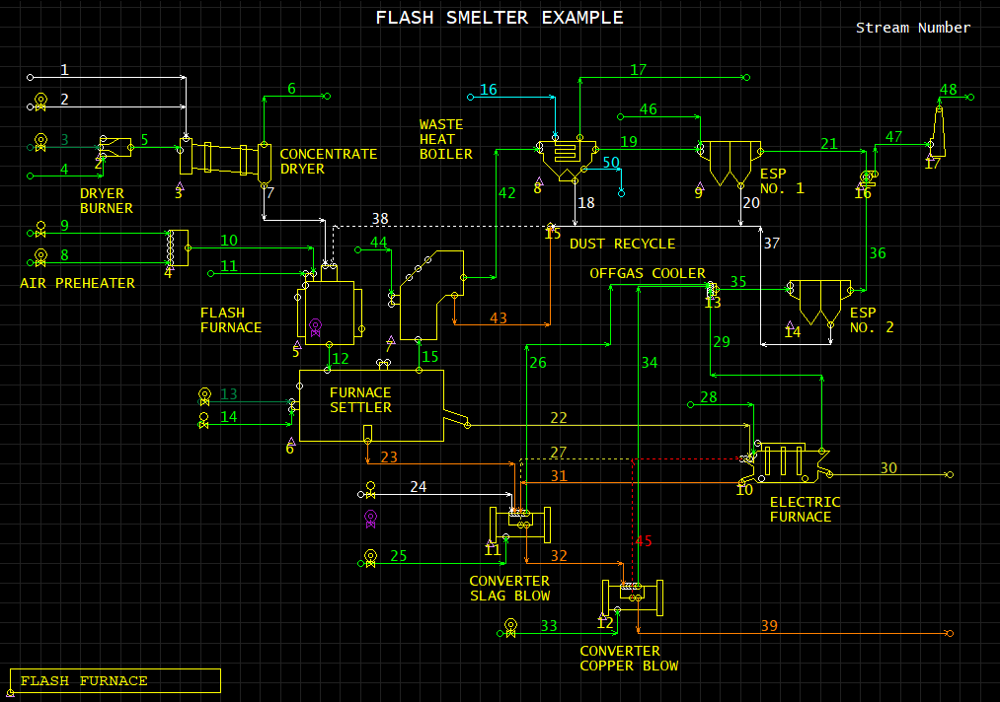 FLASH SMELTER EXAMPLE
Stream Number
1
2
3
4
5
2
DRYER
BURNER
3
6
CONCENTRATE
DRYER
7
WASTE
HEAT
BOILER
16
17
46
19
50
8
18
9
20
ESP
NO. 1
21
48
47
17
16
9
8
10
4
AIR PREHEATER
11
38
44
42
15
DUST RECYCLE
37
36
OFFGAS COOLER
35
13
14
ESP
NO. 2
FLASH
FURNACE
5
7
43
12
15
26
34
29
28
13
14
6
FURNACE
SETTLER
22
23
27
31
10
30
ELECTRIC
FURNACE
24
25
11
32
45
CONVERTER
SLAG BLOW
12
33
39
CONVERTER
COPPER BLOW
FLASH FURNACE